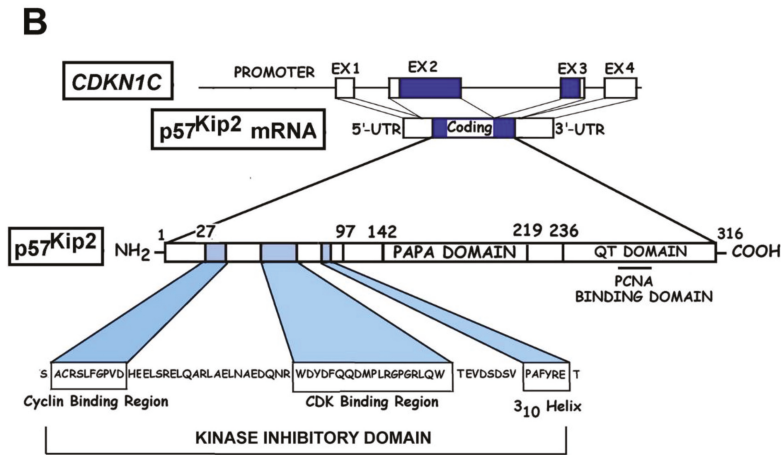 B
CDKN1C
PROMOTER
EX1
EX2
EX3
EX4
p57Kip2 mRNA
5'-UTR
Coding
3'-UTR
p57Kip2
NH2
1
27
97
142
219
236
316
PAPA DOMAIN
QT DOMAIN
COOH
PCNA
BINDING DOMAIN
S ACRSLFGPVD HEELSRELQARLAELNAEDQNR WDYDFQQDMPLRGPGRLQW TEVDSDSV PAFYRE T
Cyclin Binding Region
CDK Binding Region
310 Helix
KINASE INHIBITORY DOMAIN